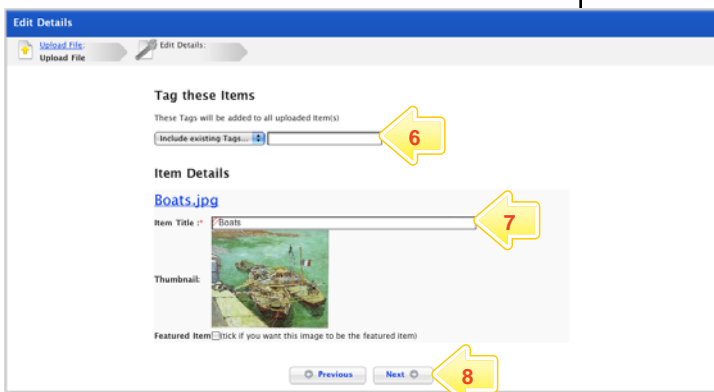 Edit Details
Upload File: Edit Details:
Upload File
Tag these Items
These Tags will be added to all uploaded Item(s)
Include existing Tags...
6
Item Details
Boats.jpg
Item Title :* Boats
7
Thumbnail:
Featured Item (tick if you want this image to be the featured item)
Previous Next
8